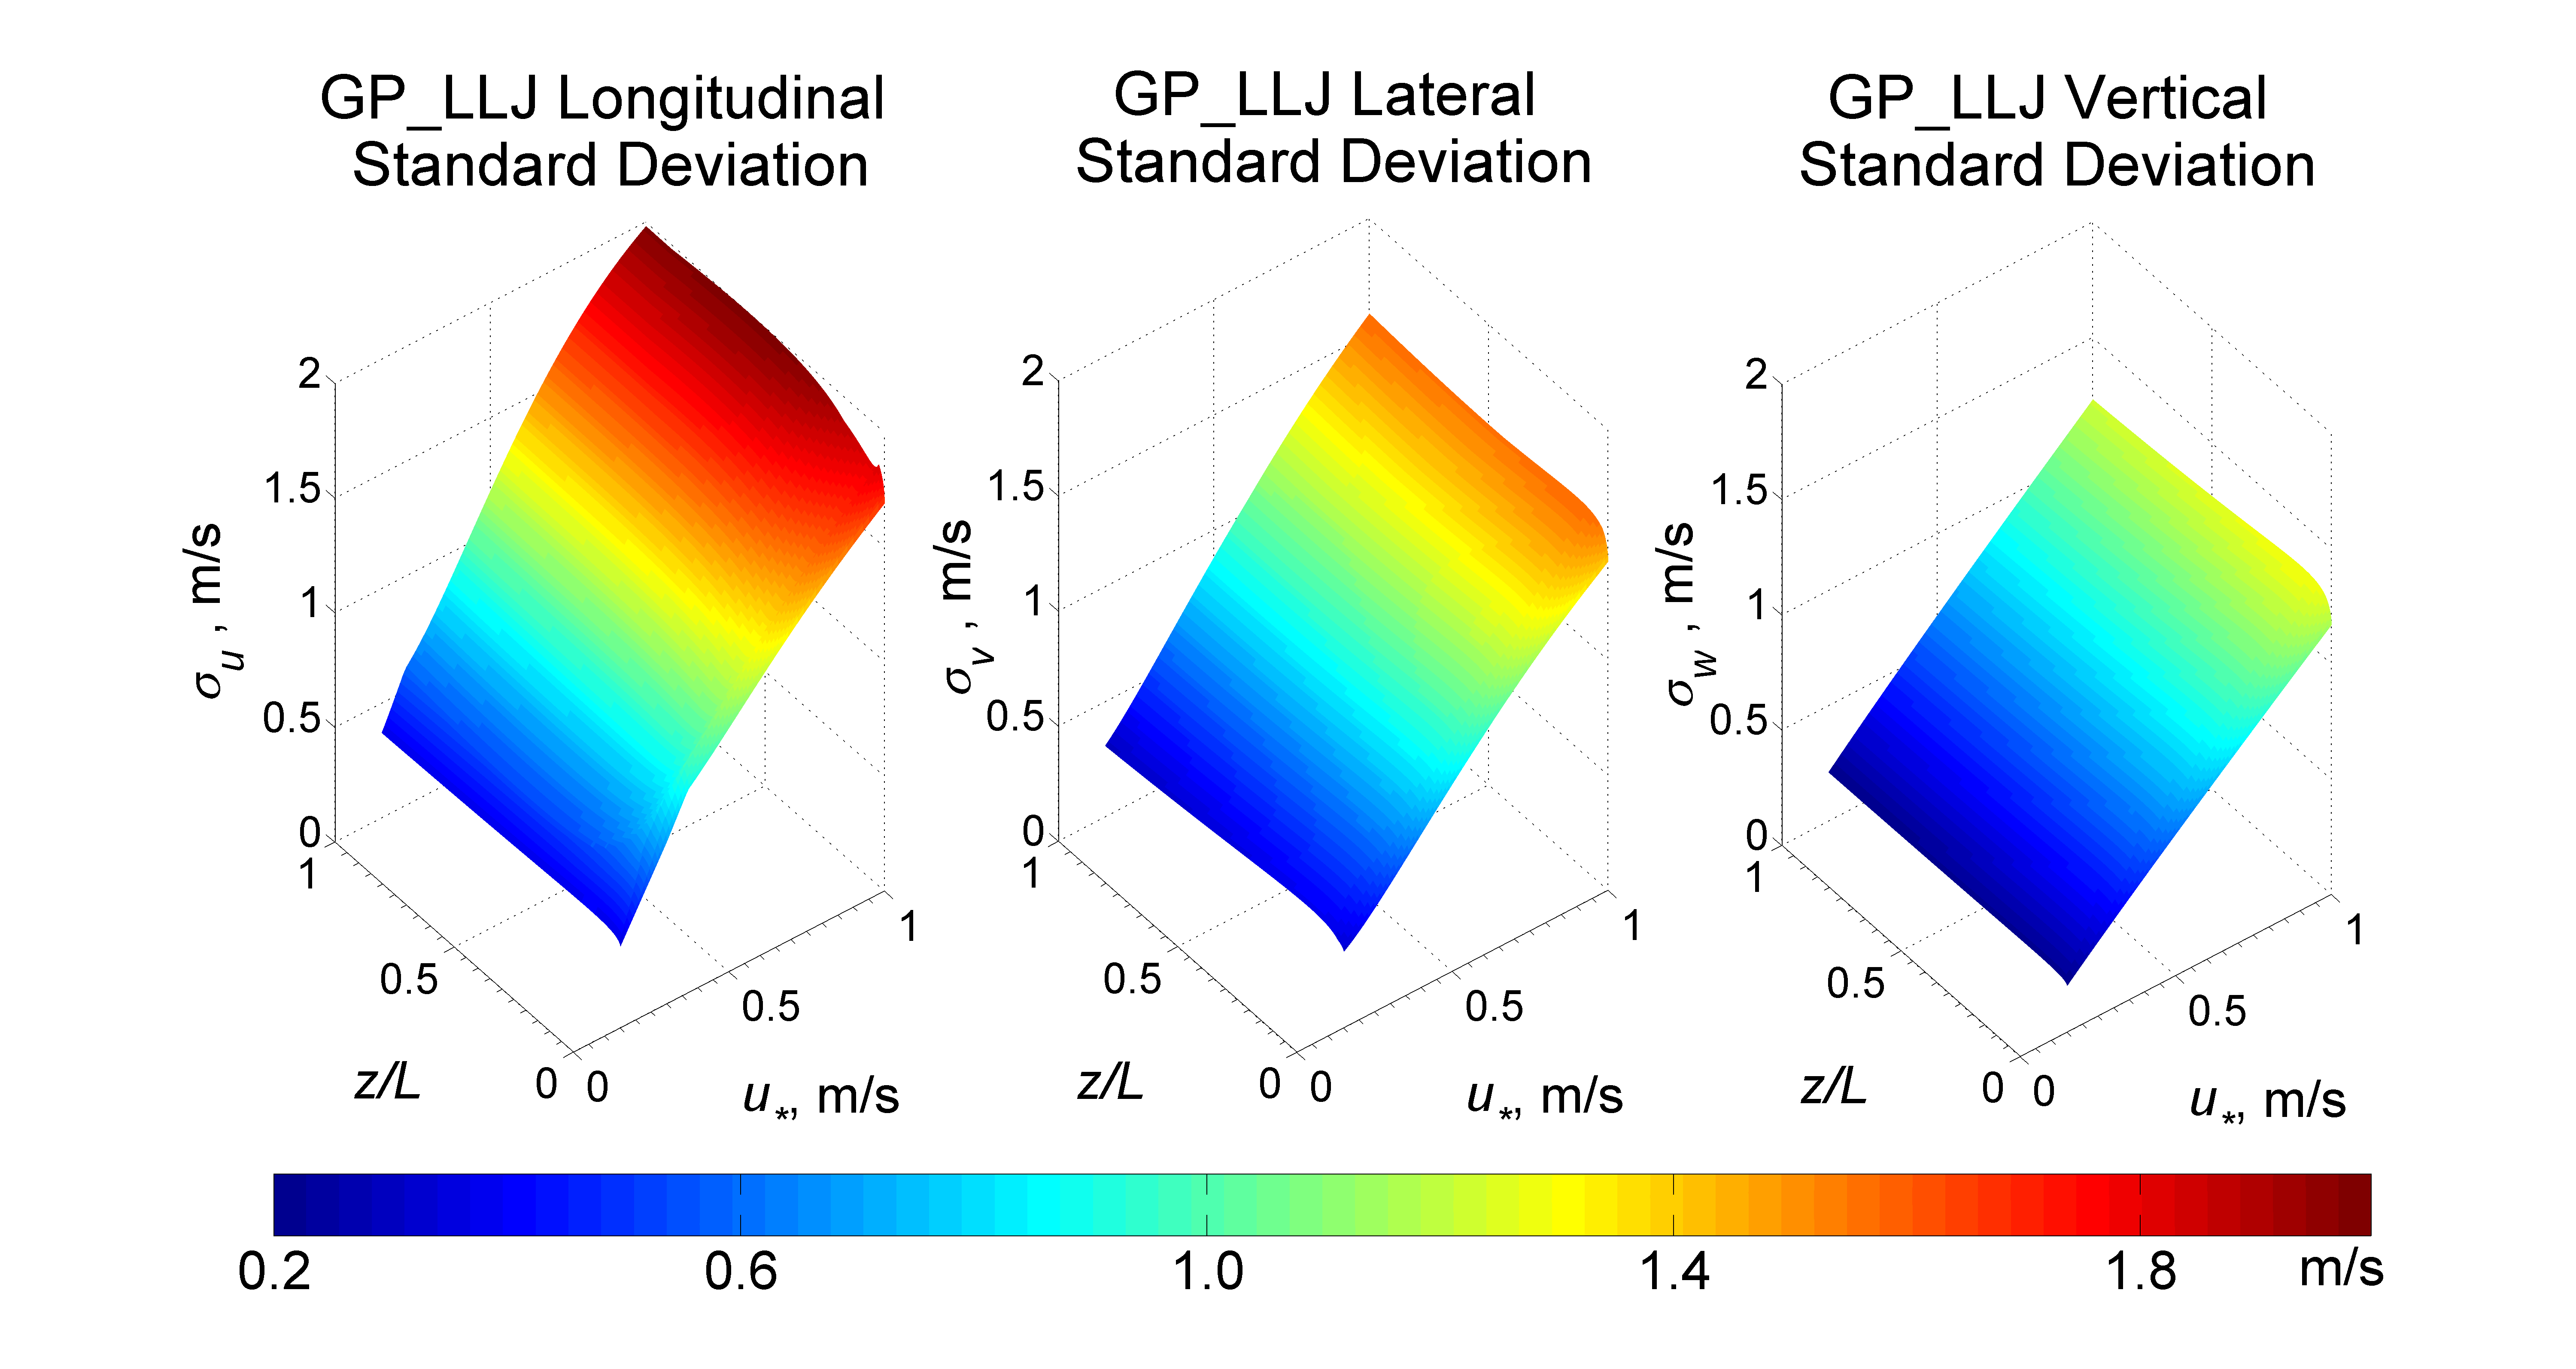 GP_LLJ Longitudinal
Standard Deviation
GP_LLJ Lateral
Standard Deviation
GP_LLJ Vertical
Standard Deviation
2
1.5
1
0.5
0
σu , m/s
1
0.5
0
z/L
0
0.5
1
u*, m/s
2
1.5
1
0.5
0
σv , m/s
1
0.5
0
z/L
0
0.5
1
u*, m/s
2
1.5
1
0.5
0
σw , m/s
1
0.5
0
z/L
0
0.5
1
u*, m/s
0.2 0.6 1.0 1.4 1.8 m/s